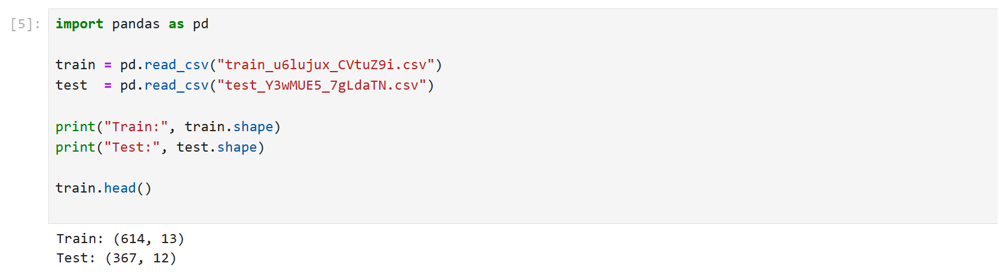 [5]:
import pandas as pd
train = pd.read_csv("train_u6lujux_CVtuZ9i.csv")
test  = pd.read_csv("test_Y3wMUE5_7gLdaTN.csv")
print("Train:", train.shape)
print("Test:", test.shape)
train.head()
Train: (614, 13)
Test: (367, 12)